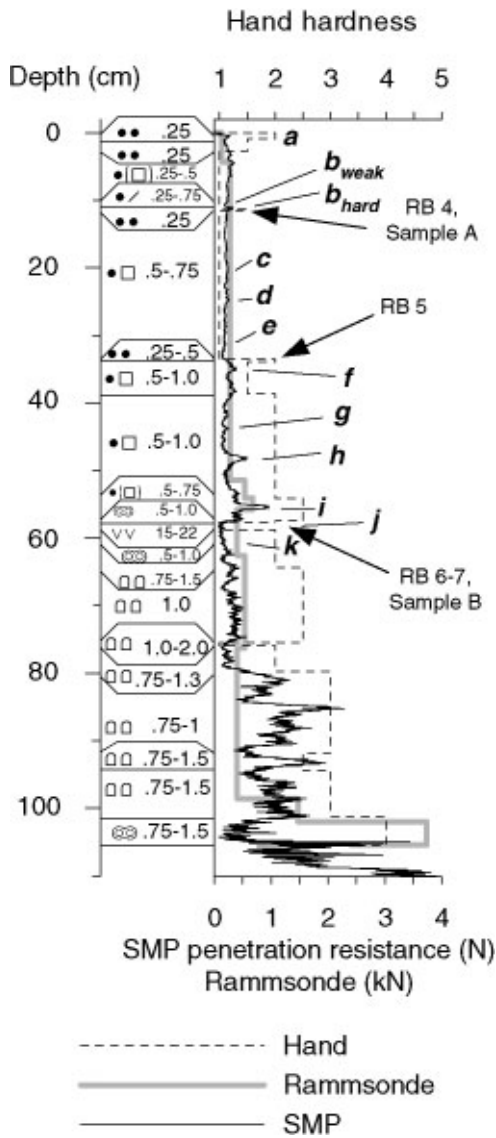 Hand hardness
Depth (cm) 1 2 3 4 5
0 ●● .25 a
●● .25
●(□) .25-.5 b weak
●/ .25-.75 b hard RB 4,
●● .25 Sample A
20 ●□ .5-.75 c
d
e RB 5
●● .25-.5
●□ .5-1.0 f
40 g
●□ .5-1.0 h
●(□) .5-.75
.5-1.0 i
VV 15-22 j
60 .5-1.0 k
.75-1.5 RB 6-7,
1.0 Sample B
1.0-2.0
80 .75-1.3
.75-1
.75-1.5
100 .75-1.5
.75-1.5
0 1 2 3 4
SMP penetration resistance (N)
Rammsonde (kN)
Hand
Rammsonde
SMP